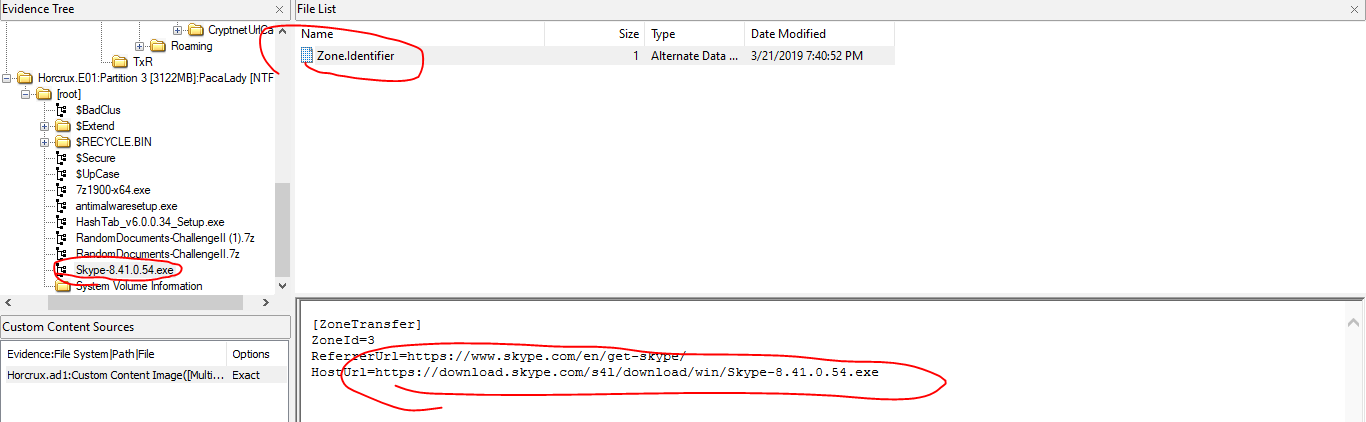 Evidence Tree
CryptnetUrlCa
Roaming
TxR
Horcrux.E01:Partition 3 [3122MB]:PacaLady [NTF
[root]
$BadClus
$Extend
$RECYCLE.BIN
$Secure
$UpCase
7z1900-x64.exe
antimalwaresetup.exe
HashTab_v6.0.0.34_Setup.exe
RandomDocuments-ChallengeII (1).7z
RandomDocuments-ChallengeII.7z
Skype-8.41.0.54.exe
System Volume Information
Custom Content Sources
Evidence:File System|Path|File Options
Horcrux.ad1:Custom Content Image([Multi... Exact
File List
Name Size Type Date Modified
Zone.Identifier 1 Alternate Data ... 3/21/2019 7:40:52 PM
[ZoneTransfer]
ZoneId=3
ReferrerUrl=https://www.skype.com/en/get-skype/
HostUrl=https://download.skype.com/s4l/download/win/Skype-8.41.0.54.exe